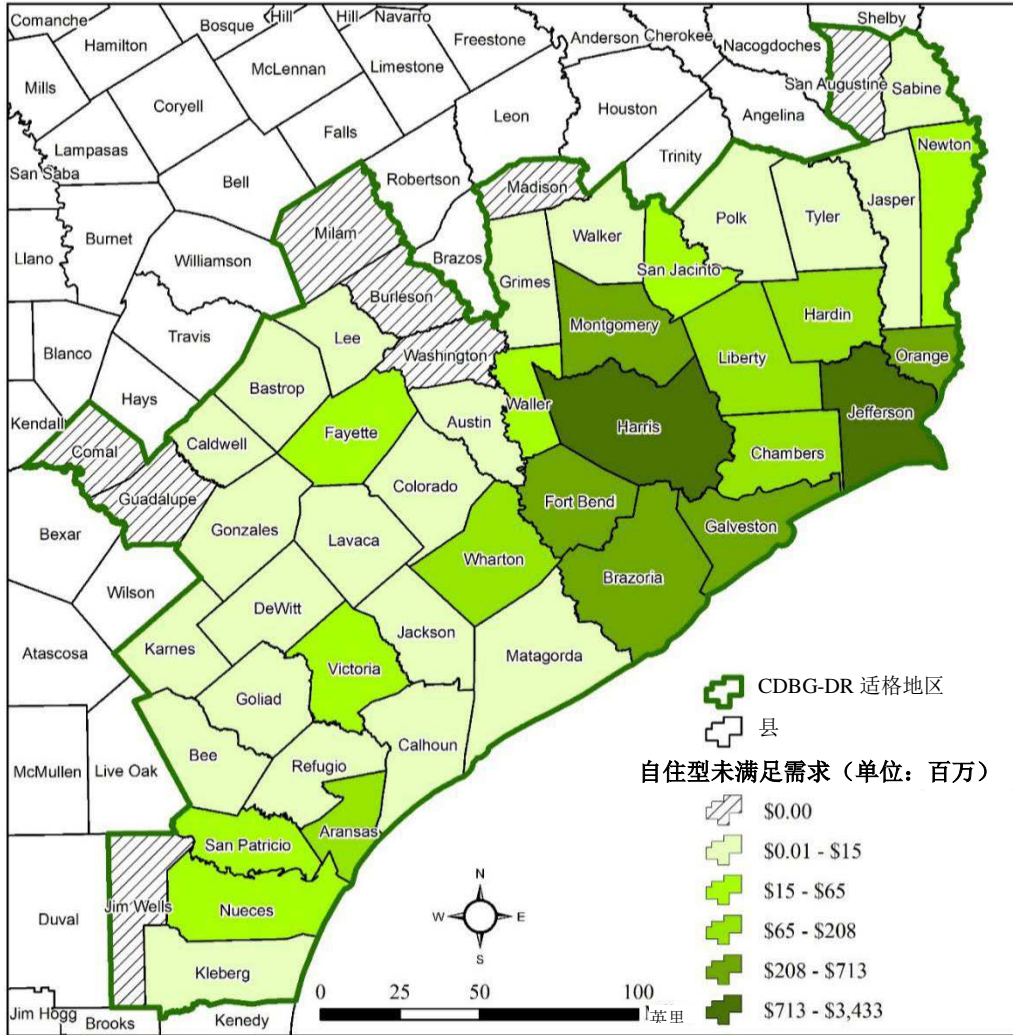 Comanche
Bosque
Hill
Hill
Navarro
Hamilton
Freestone
Anderson
Cherokee
Nacogdoches
Shelby
McLennan
Limestone
Mills
Coryell
Leon
Houston
Angelina
San Augustine
Sabine
Falls
Lampasas
San Saba
Bell
Robertson
Madison
Trinity
Newton
Milam
Polk
Tyler
Jasper
Burnet
Walker
Llano
Williamson
Brazos
San Jacinto
Grimes
Burleson
Travis
Lee
Montgomery
Hardin
Blanco
Washington
Liberty
Orange
Bastrop
Hays
Waller
Jefferson
Kendall
Austin
Harris
Fayette
Caldwell
Comal
Chambers
Colorado
Guadalupe
Fort Bend
Galveston
Bexar
Gonzales
Lavaca
Wharton
Brazoria
Wilson
DeWitt
Jackson
Karnes
Matagorda
Atascosa
Victoria
Goliad
Calhoun
Bee
Refugio
McMullen
Live Oak
Aransas
San Patricio
Duval
Jim Wells
Nueces
Kleberg
Jim Hogg
Brooks
Kenedy
CDBG-DR 适格地区
县
自住型未满足需求（单位：百万）
$0.00
$0.01 - $15
$15 - $65
$65 - $208
$208 - $713
$713 - $3,433
N
W E
S
0 25 50 100
英里